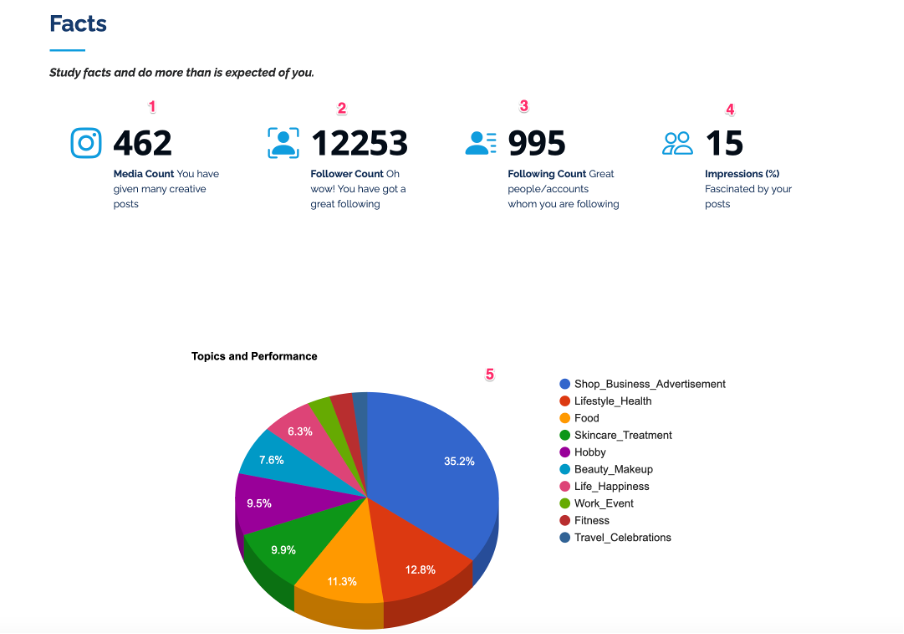 Facts
Study facts and do more than is expected of you.
1
2
3
4
462
12253
995
15
Media Count You have
given many creative
posts
Follower Count Oh
wow! You have got a
great following
Following Count Great
people/accounts
whom you are following
Impressions (%)
Fascinated by your
posts
Topics and Performance
5
35.2%
12.8%
11.3%
9.9%
9.5%
7.6%
6.3%
Shop_Business_Advertisement
Lifestyle_Health
Food
Skincare_Treatment
Hobby
Beauty_Makeup
Life_Happiness
Work_Event
Fitness
Travel_Celebrations